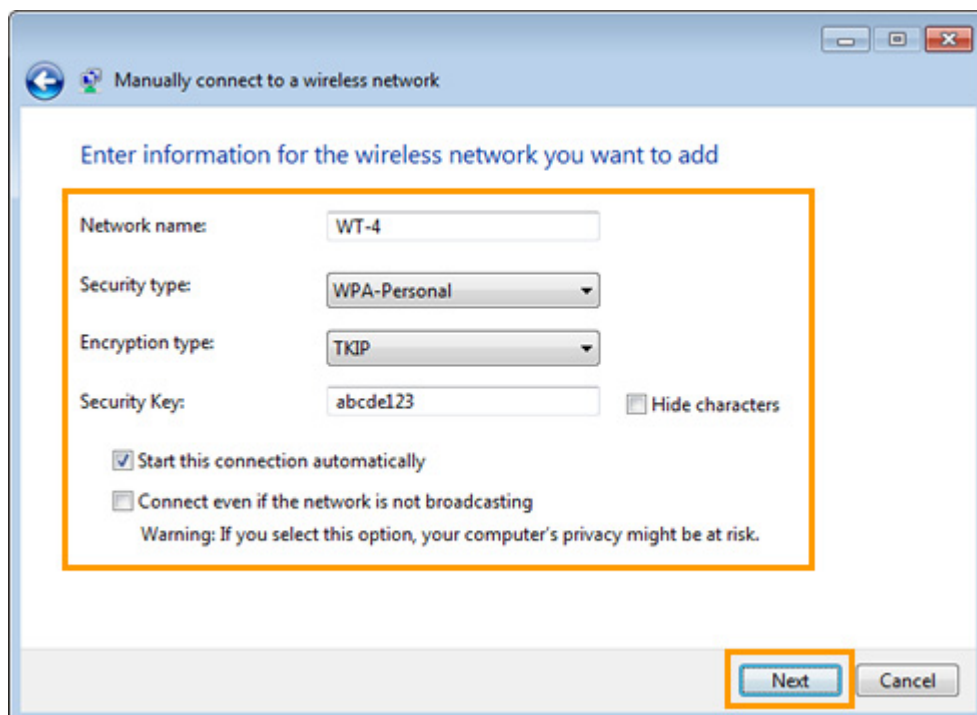 Manually connect to a wireless network
Enter information for the wireless network you want to add
Network name: WT-4
Security type: WPA-Personal
Encryption type: TKIP
Security Key: abcde123 Hide characters
Start this connection automatically
Connect even if the network is not broadcasting
Warning: If you select this option, your computer's privacy might be at risk.
Next Cancel